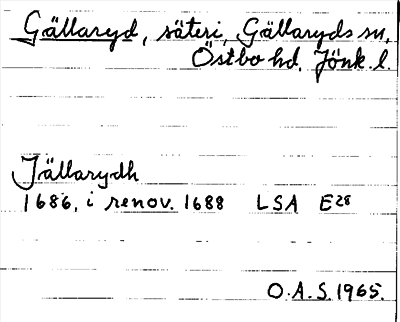 Gällaryd, säteri, Gällaryds sn,
Östbo hd, Jönk. l.
Jällarydh
1686, i renov. 1688 LSA E28
O.A.S. 1965.